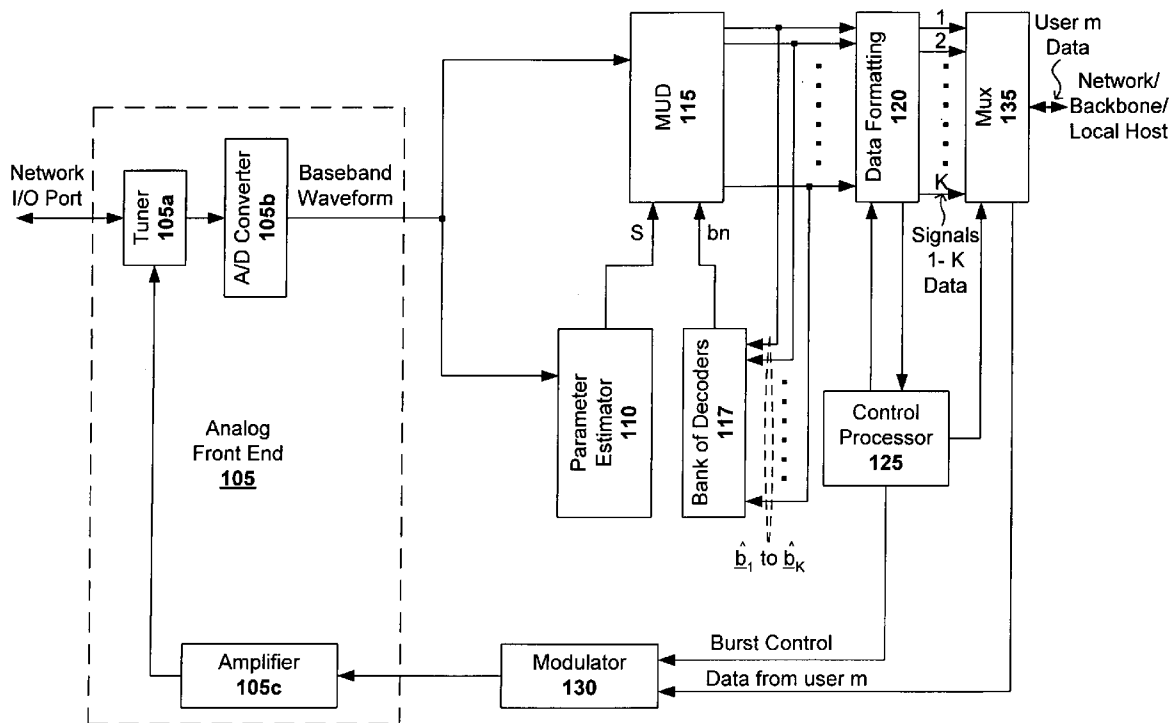 Network
I/O Port
Tuner
105a
A/D Converter
105b
Baseband
Waveform
Analog
Front End
105
Amplifier
105c
MUD
115
S
bn
Parameter
Estimator
110
Bank of Decoders
117
b̂1 to b̂K
Data Formatting
120
1
2
K
Signals
1- K
Data
Mux
135
User m
Data
Network/
Backbone/
Local Host
Control
Processor
125
Burst Control
Data from user m
Modulator
130